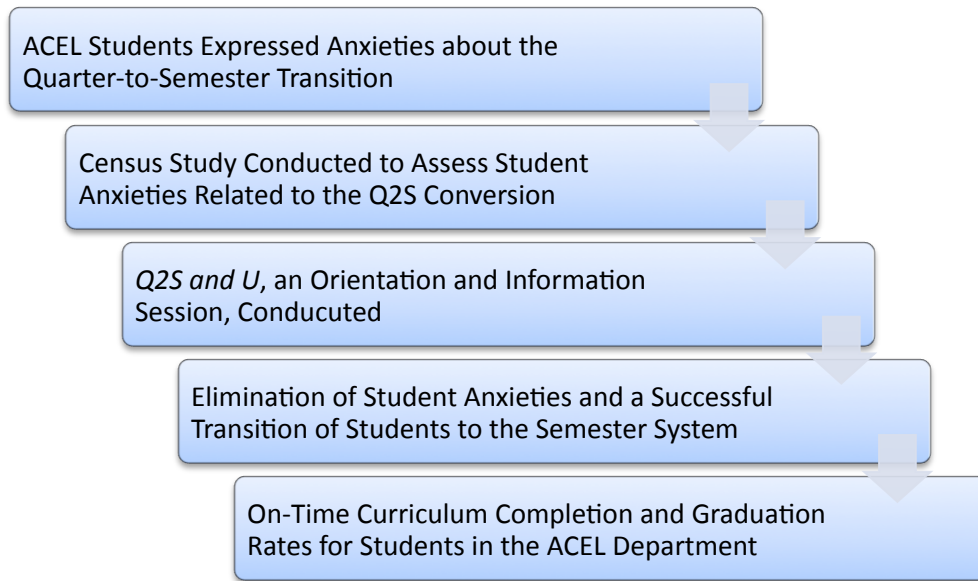 ACEL Students Expressed Anxieties about the
Quarter-to-Semester Transition
Census Study Conducted to Assess Student
Anxieties Related to the Q2S Conversion
Q2S and U, an Orientation and Information
Session, Conducuted
Elimination of Student Anxieties and a Successful
Transition of Students to the Semester System
On-Time Curriculum Completion and Graduation
Rates for Students in the ACEL Department